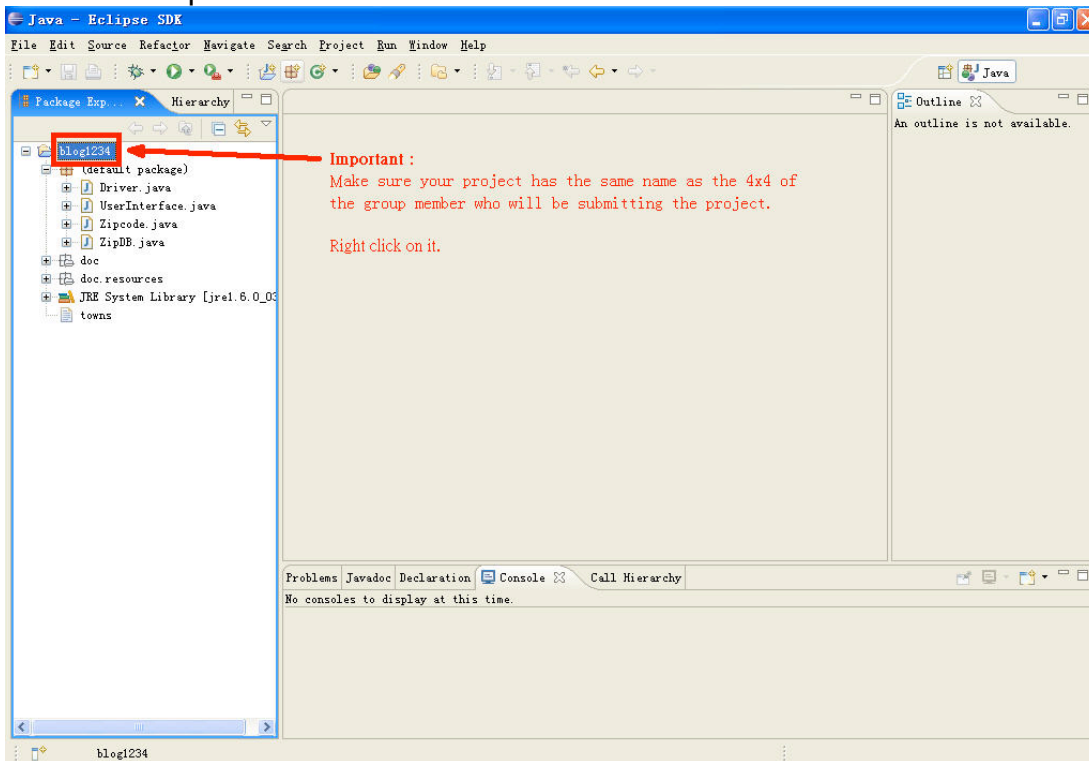 Java - Eclipse SDK
File Edit Source Refactor Navigate Search Project Run Window Help
Java
Package Exp... Hierarchy
Outline
An outline is not available.
blog1234
(default package)
Driver.java
UserInterface.java
Zipcode.java
ZipDB.java
doc
doc.resources
JRE System Library [jre1.6.0_03
towns
Important :
Make sure your project has the same name as the 4x4 of
the group member who will be submitting the project.
Right click on it.
Problems Javadoc Declaration Console Call Hierarchy
No consoles to display at this time.
blog1234